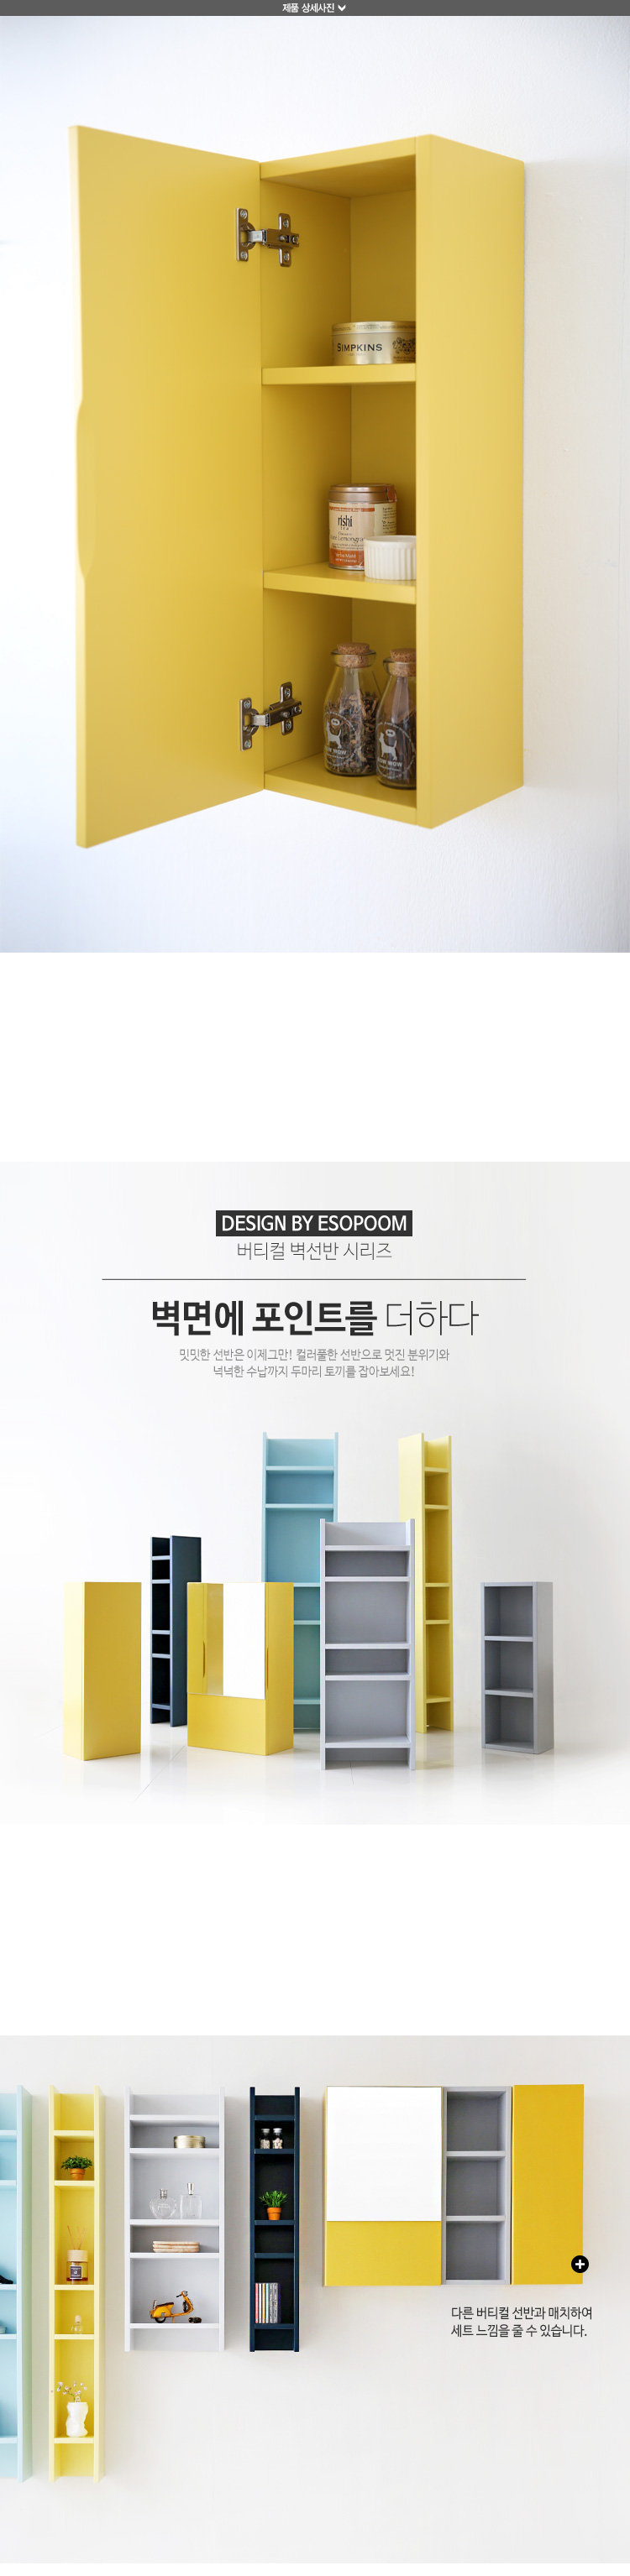 제품 상세사진
SIMPKINS
rishi
TEA
DESIGN BY ESOPOOM
버티컬 벽선반 시리즈
벽면에 포인트를 더하다
밋밋한 선반은 이제그만! 컬러풀한 선반으로 멋진 분위기와
넉넉한 수납까지 두마리 토끼를 잡아보세요!
다른 버티컬 선반과 매치하여
세트 느낌을 줄 수 있습니다.